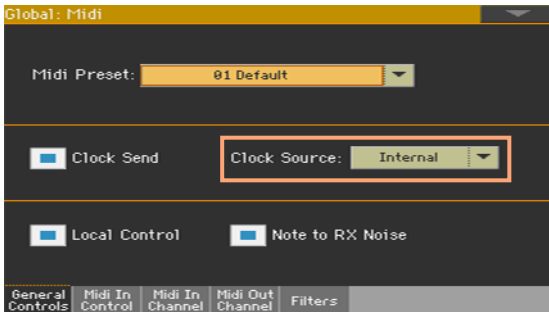 Global: Midi
Midi Preset: 01 Default
Clock Send Clock Source: Internal
Local Control Note to RX Noise
General Controls Midi In Control Midi In Channel Midi Out Channel Filters